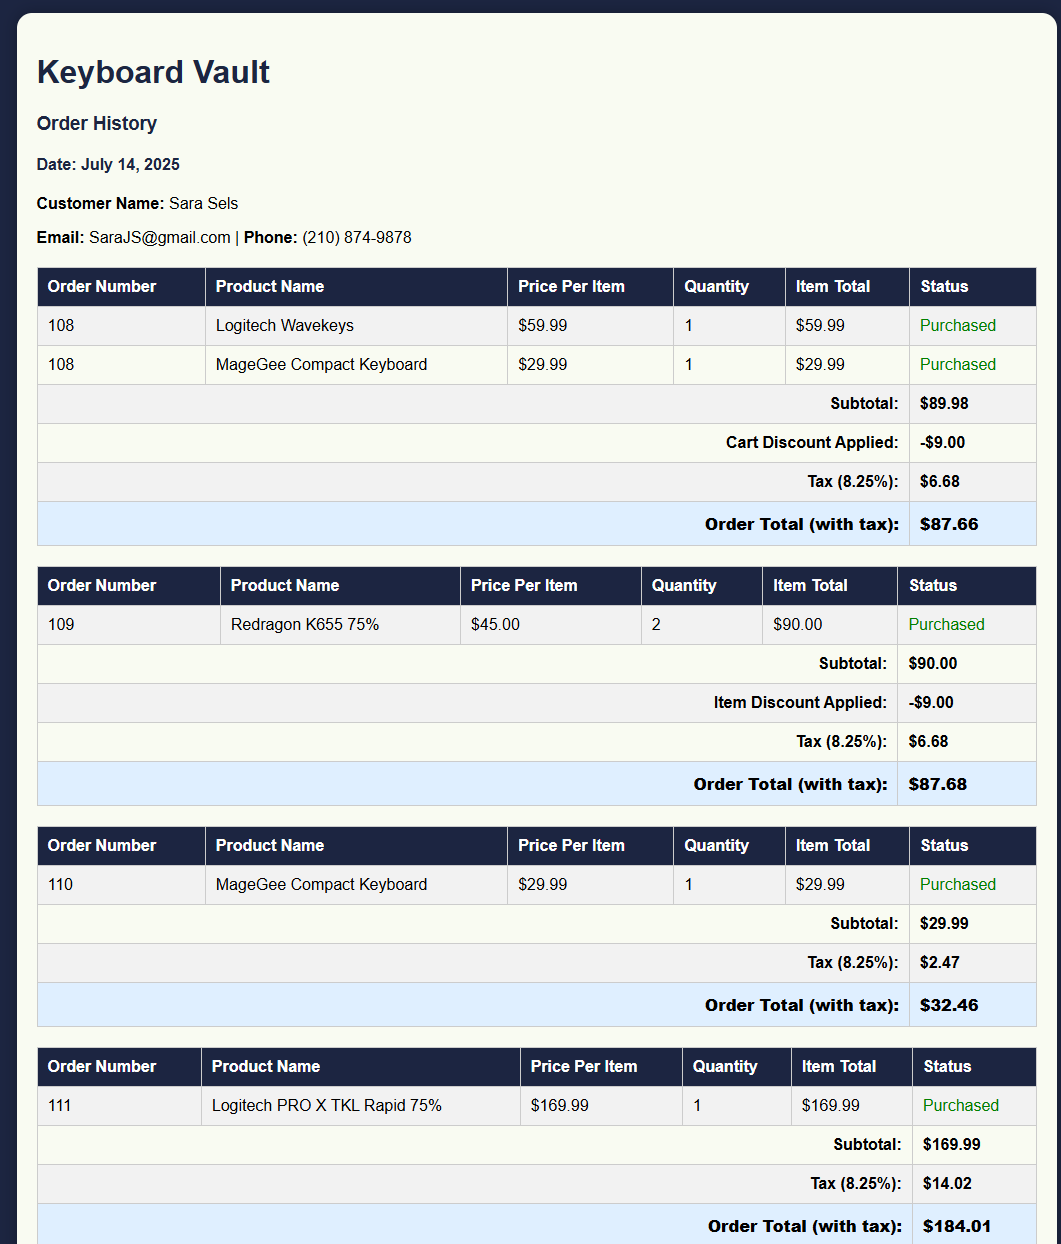 Keyboard Vault
Order History
Date: July 14, 2025
Customer Name: Sara Sels
Email: SaraJS@gmail.com | Phone: (210) 874-9878
Order Number Product Name Price Per Item Quantity Item Total Status
108 Logitech Wavekeys $59.99 1 $59.99 Purchased
108 MageGee Compact Keyboard $29.99 1 $29.99 Purchased
Subtotal: $89.98
Cart Discount Applied: -$9.00
Tax (8.25%): $6.68
Order Total (with tax): $87.66
Order Number Product Name Price Per Item Quantity Item Total Status
109 Redragon K655 75% $45.00 2 $90.00 Purchased
Subtotal: $90.00
Item Discount Applied: -$9.00
Tax (8.25%): $6.68
Order Total (with tax): $87.68
Order Number Product Name Price Per Item Quantity Item Total Status
110 MageGee Compact Keyboard $29.99 1 $29.99 Purchased
Subtotal: $29.99
Tax (8.25%): $2.47
Order Total (with tax): $32.46
Order Number Product Name Price Per Item Quantity Item Total Status
111 Logitech PRO X TKL Rapid 75% $169.99 1 $169.99 Purchased
Subtotal: $169.99
Tax (8.25%): $14.02
Order Total (with tax): $184.01